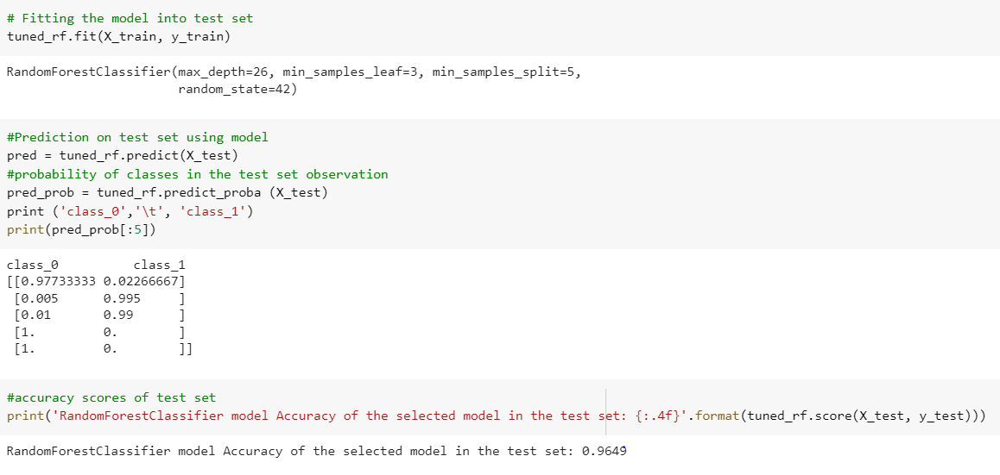 # Fitting the model into test set
tuned_rf.fit(X_train, y_train)
RandomForestClassifier(max_depth=26, min_samples_leaf=3, min_samples_split=5,
                       random_state=42)
#Prediction on test set using model
pred = tuned_rf.predict(X_test)
#probability of classes in the test set observation
pred_prob = tuned_rf.predict_proba (X_test)
print ('class_0','\t', 'class_1')
print(pred_prob[:5])
class_0          class_1
[[0.97733333 0.02266667]
 [0.005      0.995     ]
 [0.01       0.99      ]
 [1.         0.        ]
 [1.         0.        ]]
#accuracy scores of test set
print('RandomForestClassifier model Accuracy of the selected model in the test set: {:.4f}'.format(tuned_rf.score(X_test, y_test)))
RandomForestClassifier model Accuracy of the selected model in the test set: 0.9649